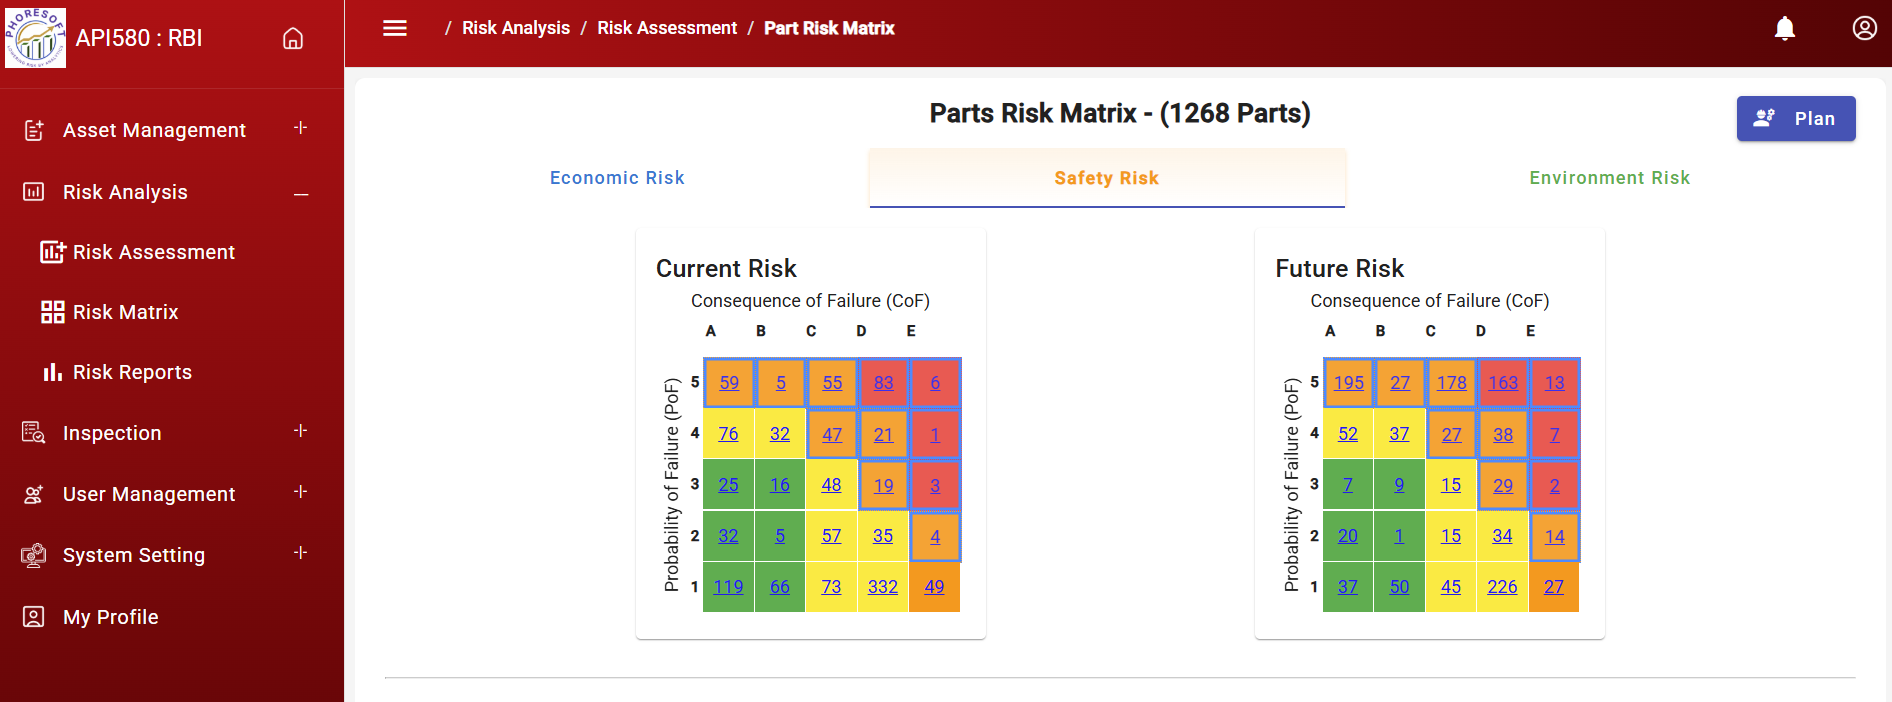 PHORESOFT
API580 : RBI
/ Risk Analysis / Risk Assessment / Part Risk Matrix
Asset Management
Risk Analysis
Risk Assessment
Risk Matrix
Risk Reports
Inspection
User Management
System Setting
My Profile
Parts Risk Matrix - (1268 Parts)
Plan
Economic Risk
Safety Risk
Environment Risk
Current Risk
Consequence of Failure (CoF)
A B C D E
Probability of Failure (PoF)
5 59 5 55 83 6
4 76 32 47 21 1
3 25 16 48 19 3
2 32 5 57 35 4
1 119 66 73 332 49
Future Risk
Consequence of Failure (CoF)
A B C D E
Probability of Failure (PoF)
5 195 27 178 163 13
4 52 37 27 38 7
3 7 9 15 29 2
2 20 1 15 34 14
1 37 50 45 226 27